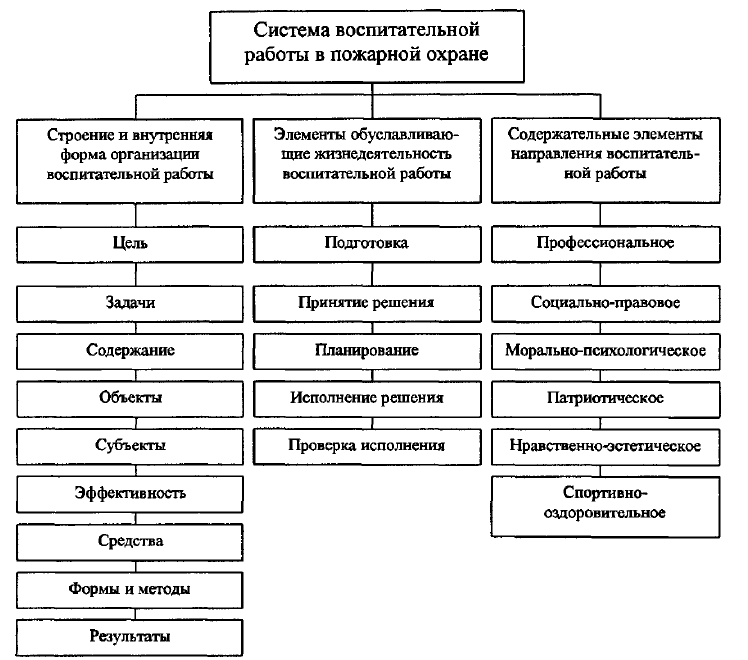 Система воспитательной
работы в пожарной охране
Строение и внутренняя
форма организации
воспитательной работы
Цель
Задачи
Содержание
Объекты
Субъекты
Эффективность
Средства
Формы и методы
Результаты
Элементы обуславливаю-
щие жизнедеятельность
воспитательной работы
Подготовка
Принятие решения
Планирование
Исполнение решения
Проверка исполнения
Содержательные элементы
направления воспитатель-
ной работы
Профессиональное
Социально-правовое
Морально-психологическое
Патриотическое
Нравственно-эстетическое
Спортивно-
оздоровительное